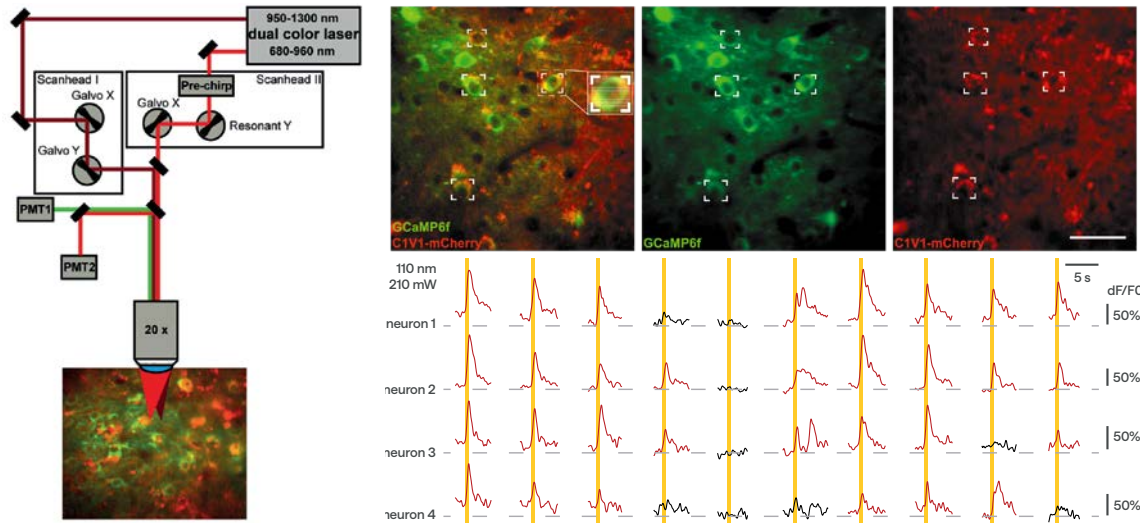 950-1300 nm
dual color laser
680-960 nm
Scanhead I
Scanhead II
Pre-chirp
Galvo X
Galvo X
Resonant Y
Galvo Y
PMT1
PMT2
20 x
GCaMP6f
C1V1-mCherry
GCaMP6f
C1V1-mCherry
110 nm
210 mW
5 s
dF/F0
neuron 1
50%
neuron 2
50%
neuron 3
50%
neuron 4
50%